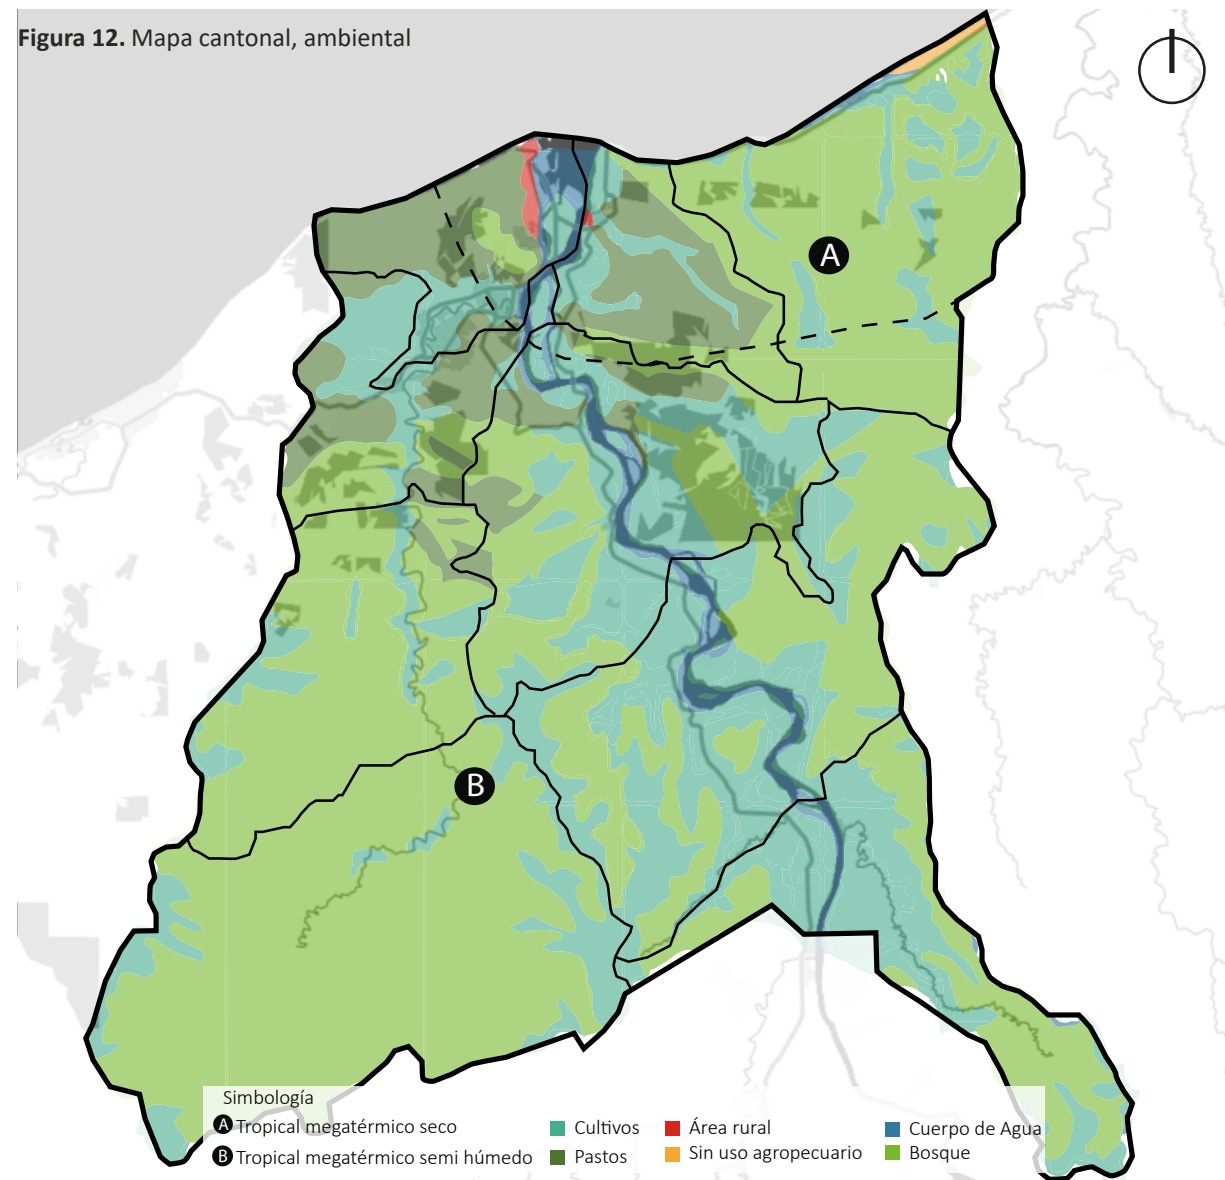 Figura 12. Mapa cantonal, ambiental
A
B
Simbología
A Tropical megatérmico seco
B Tropical megatérmico semi húmedo
Cultivos
Pastos
Área rural
Sin uso agropecuario
Cuerpo de Agua
Bosque